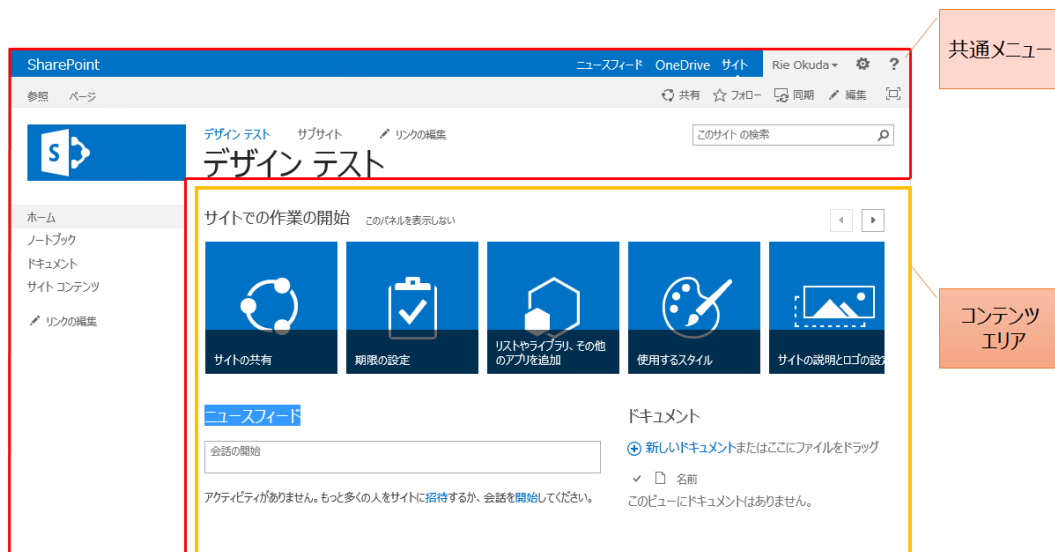 共通メニュー
SharePoint ニュースフィード OneDrive サイト Rie Okuda ?
参照 ページ 共有 フォロー 同期 編集
S
デザイン テスト サブサイト リンクの編集 このサイト の検索
デザイン テスト
ホーム
ノートブック
ドキュメント
サイト コンテンツ
リンクの編集
サイトでの作業の開始 このパネルを表示しない
サイトの共有
期限の設定
リストやライブラリ、その他
のアプリを追加
使用するスタイル
サイトの説明とロゴの設定
コンテンツ
エリア
ニュースフィード
会話の開始
アクティビティがありません。もっと多くの人をサイトに招待するか、会話を開始してください。
ドキュメント
新しいドキュメントまたはここにファイルをドラッグ
名前
このビューにドキュメントはありません。